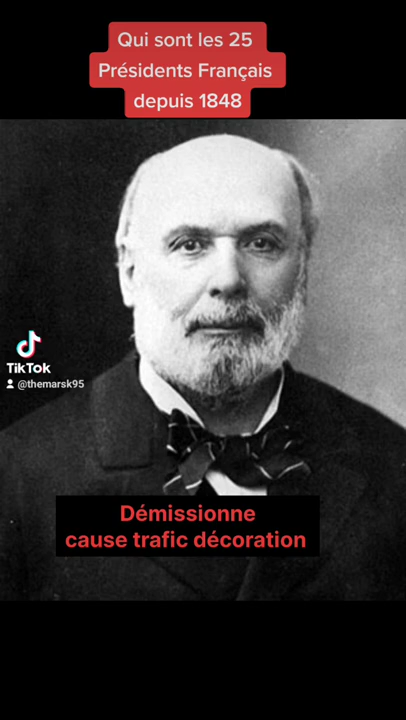 Qui sont les 25
Présidents Français
depuis 1848
TikTok
@themarsk95
Démissionne
cause trafic décoration